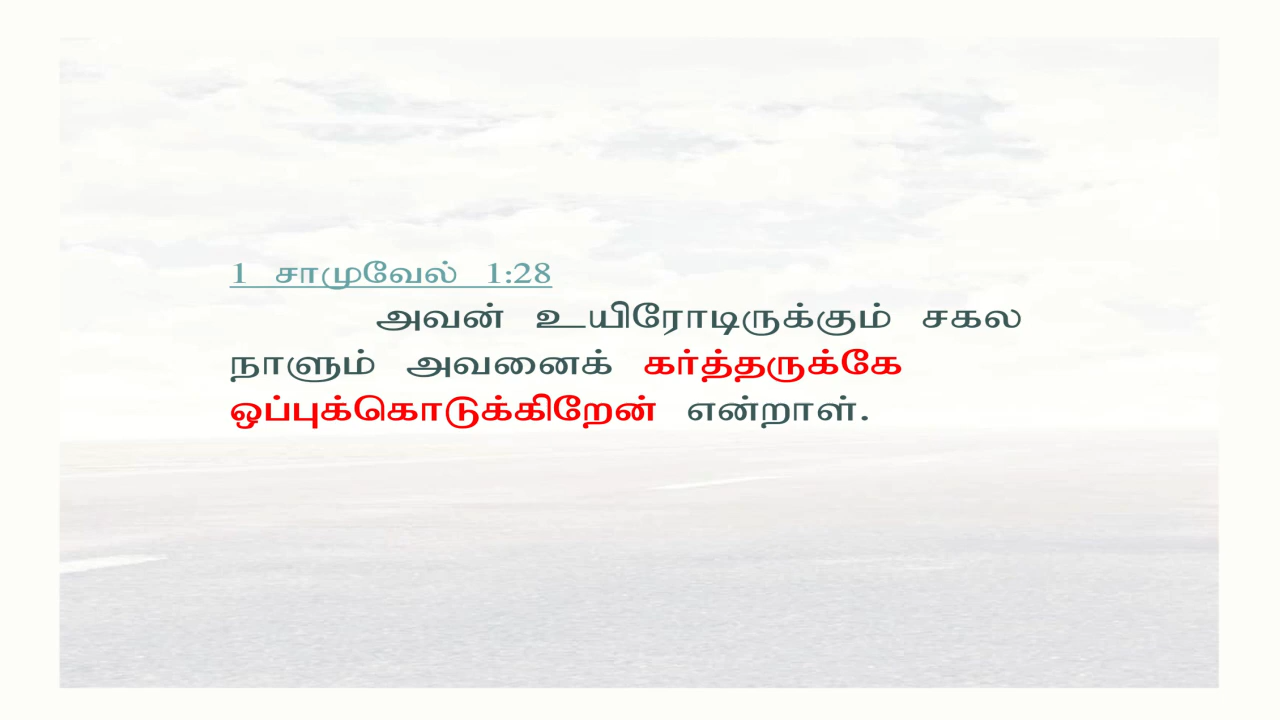 1 சாமுவேல் 1:28
அவன் உயிரோடிருக்கும் சகல
நாளும் அவனைக் கர்த்தருக்கே
ஒப்புக்கொடுக்கிறேன் என்றாள்.